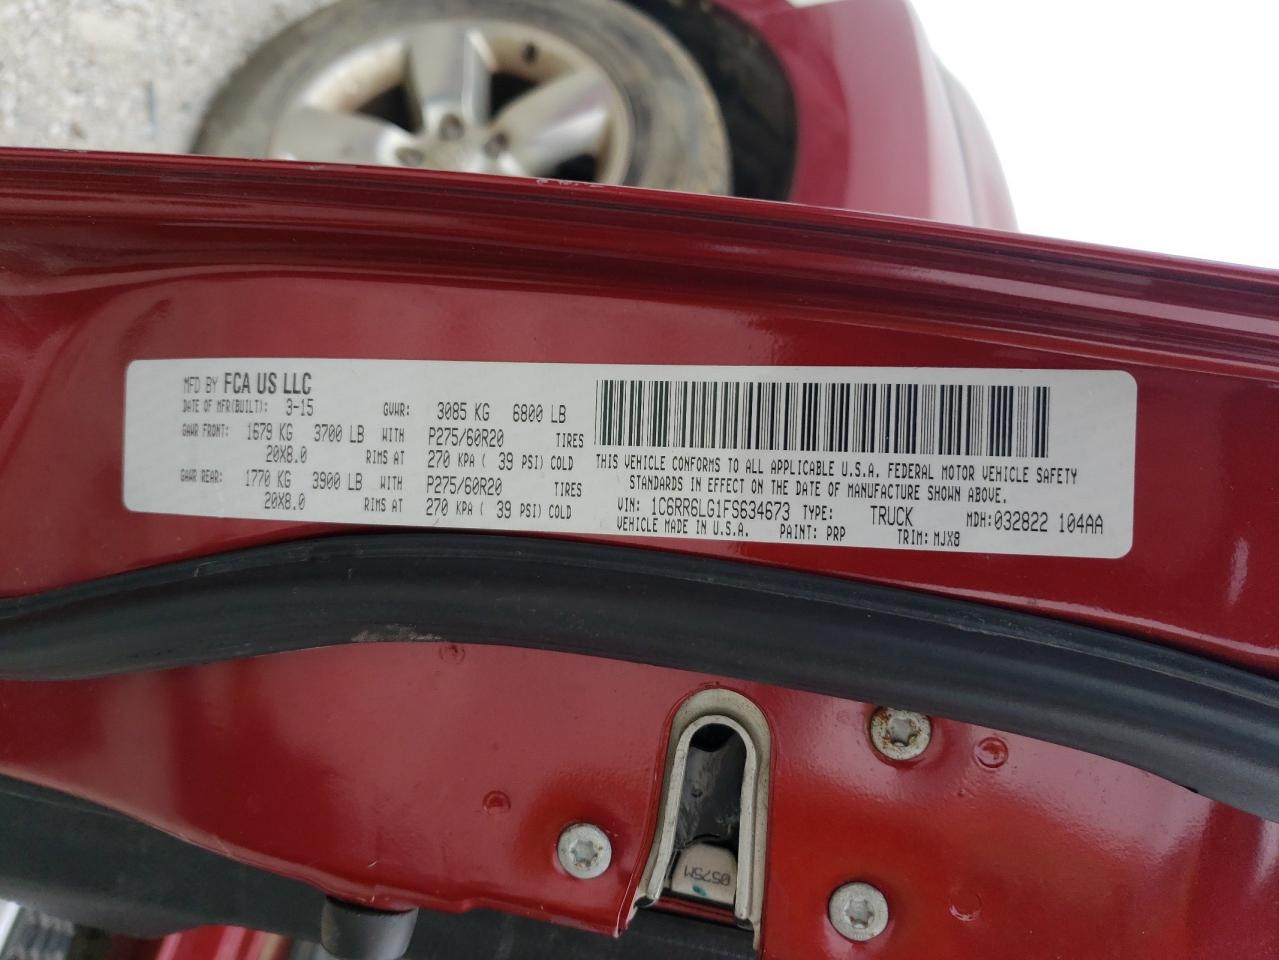 MFD BY FCA US LLC
DATE OF MFR(BUILT): 3-15 GVWR: 3085 KG 6800 LB
GAWR FRONT: 1679 KG 3700 LB WITH P275/60R20 TIRES
20X8.0 RIMS AT 270 KPA ( 39 PSI) COLD
GAWR REAR: 1770 KG 3900 LB WITH P275/60R20 TIRES
20X8.0 RIMS AT 270 KPA ( 39 PSI) COLD
THIS VEHICLE CONFORMS TO ALL APPLICABLE U.S.A. FEDERAL MOTOR VEHICLE SAFETY
STANDARDS IN EFFECT ON THE DATE OF MANUFACTURE SHOWN ABOVE.
VIN: 1C6RR6LG1FS634673 TYPE: TRUCK MDH: 032822 104AA
VEHICLE MADE IN U.S.A. PAINT: PRP TRIM: MJX8
0575M